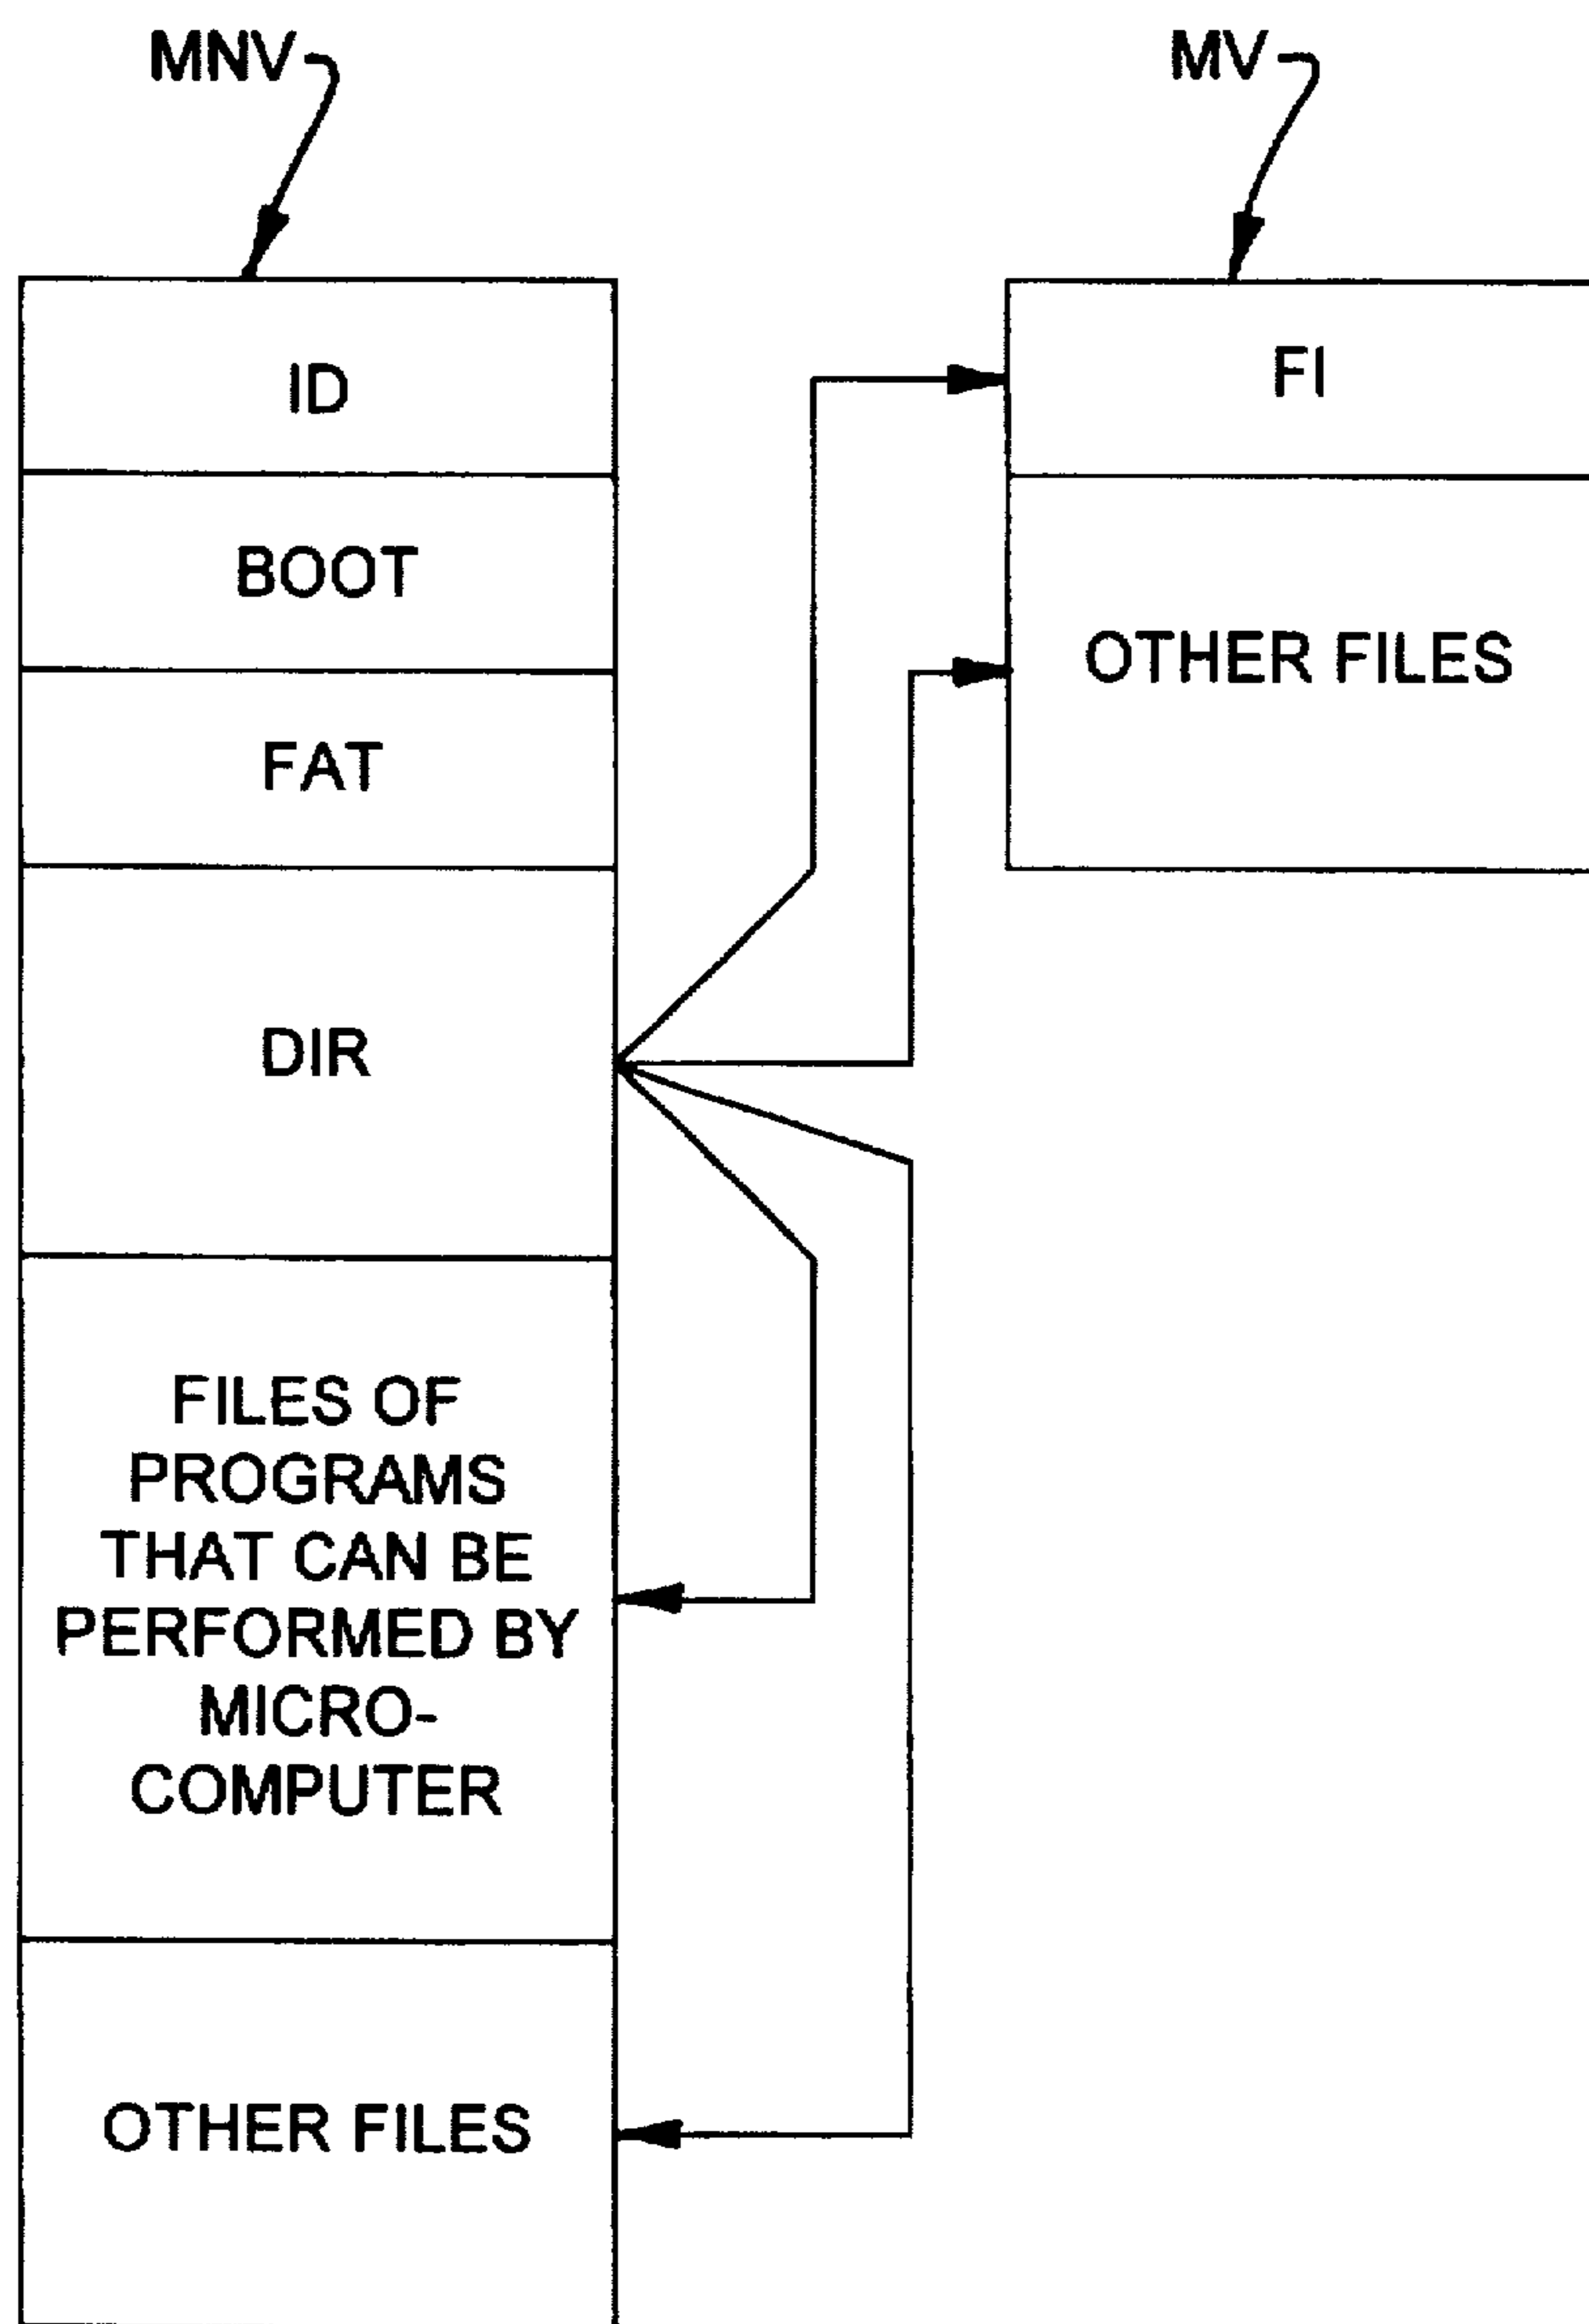 MNV
MV
ID
BOOT
FAT
DIR
FILES OF
PROGRAMS
THAT CAN BE
PERFORMED BY
MICRO-
COMPUTER
OTHER FILES
FI
OTHER FILES